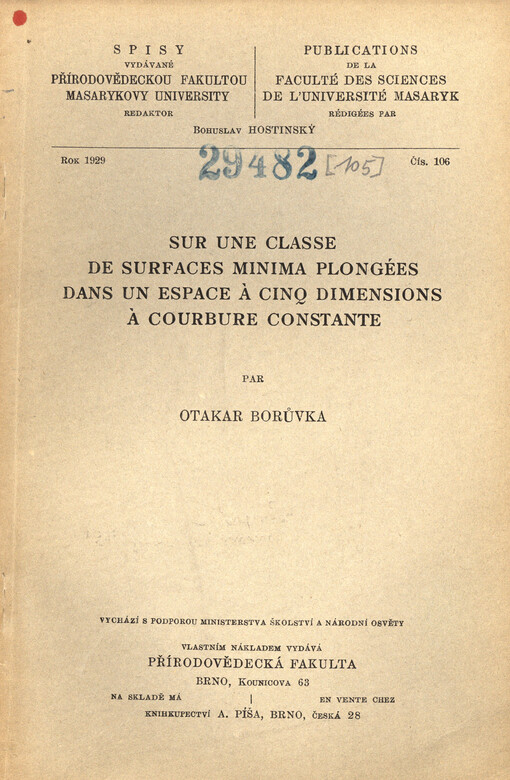 SPISY
VYDÁVANÉ
PŘÍRODOVĚDECKOU FAKULTOU
MASARYKOVY UNIVERSITY
REDAKTOR
PUBLICATIONS
DE LA
FACULTÉ DES SCIENCES
DE L'UNIVERSITÉ MASARYK
RÉDIGÉES PAR
BOHUSLAV HOSTINSKÝ
ROK 1929
ČÍS. 106
29482 [105]
SUR UNE CLASSE
DE SURFACES MINIMA PLONGÉES
DANS UN ESPACE À CINQ DIMENSIONS
À COURBURE CONSTANTE
PAR
OTAKAR BORŮVKA
VYCHÁZÍ S PODPOROU MINISTERSTVA ŠKOLSTVÍ A NÁRODNÍ OSVĚTY
VLASTNÍM NÁKLADEM VYDÁVÁ
PŘÍRODOVĚDECKÁ FAKULTA
BRNO, KOUNICOVA 63
NA SKLADĚ MÁ | EN VENTE CHEZ
KNIHKUPECTVÍ A. PÍŠA, BRNO, ČESKÁ 28